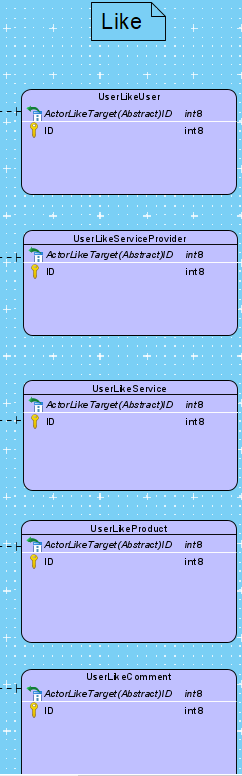 Like
UserLikeUser
ActorLikeTarget(Abstract)ID int8
ID int8
UserLikeServiceProvider
ActorLikeTarget(Abstract)ID int8
ID int8
UserLikeService
ActorLikeTarget(Abstract)ID int8
ID int8
UserLikeProduct
ActorLikeTarget(Abstract)ID int8
ID int8
UserLikeComment
ActorLikeTarget(Abstract)ID int8
ID int8